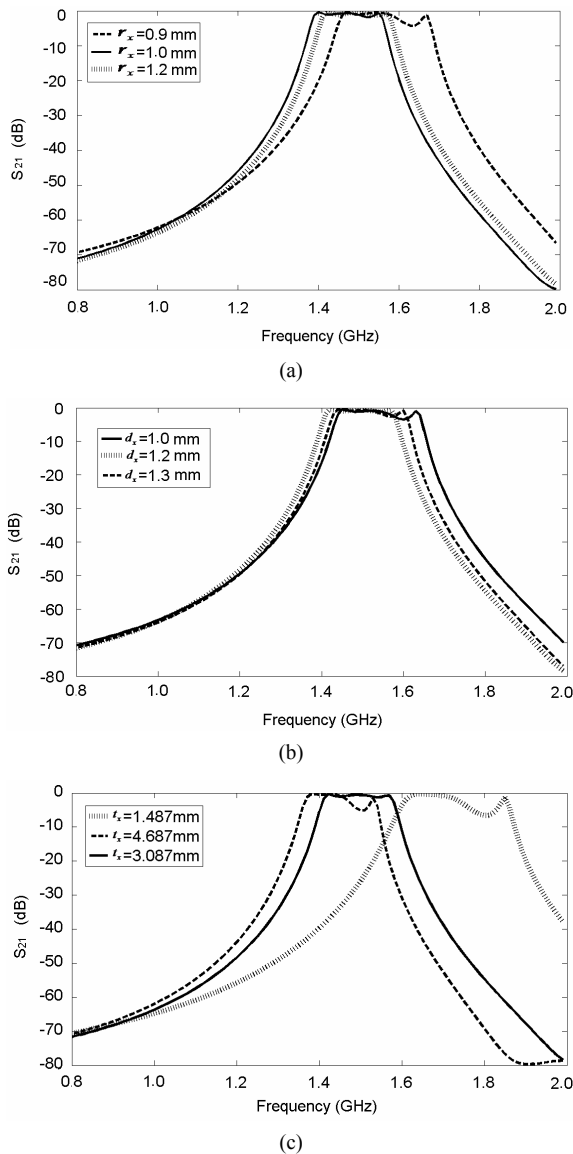 0
-10
-20
-30
-40
-50
-60
-70
-80
S21 (dB)
rx=0.9 mm
rx=1.0 mm
rx=1.2 mm
0.8 1.0 1.2 1.4 1.6 1.8 2.0
Frequency (GHz)
(a)
0
-10
-20
-30
-40
-50
-60
-70
-80
S21 (dB)
dx=1.0 mm
dx=1.2 mm
dx=1.3 mm
0.8 1.0 1.2 1.4 1.6 1.8 2.0
Frequency (GHz)
(b)
0
-10
-20
-30
-40
-50
-60
-70
-80
S21 (dB)
tx=1.487mm
tx=4.687mm
tx=3.087mm
0.8 1.0 1.2 1.4 1.6 1.8 2.0
Frequency (GHz)
(c)